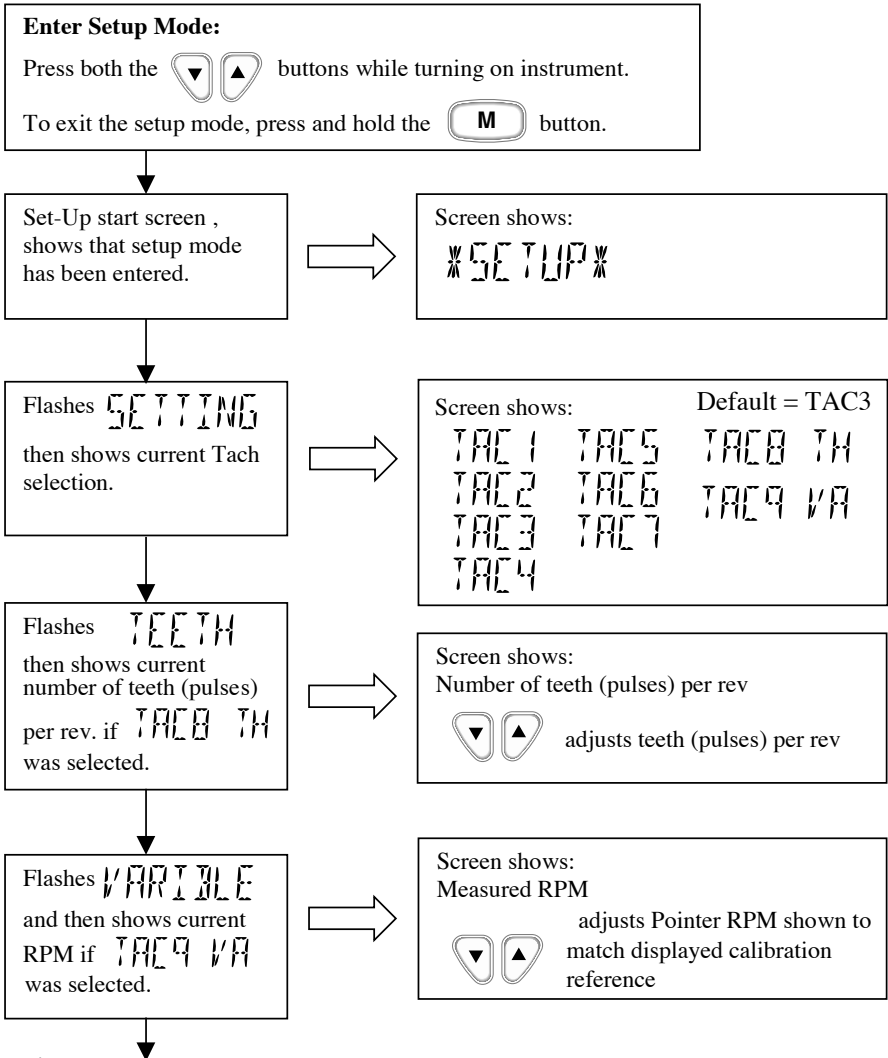 Enter Setup Mode:
Press both the ▼ ▲ buttons while turning on instrument.
To exit the setup mode, press and hold the M button.
Set-Up start screen ,
shows that setup mode
has been entered.
Screen shows:
*SETUP*
Flashes SETTING
then shows current Tach
selection.
Screen shows: Default = TAC3
TAC1 TAC5 TAC8 TH
TAC2 TAC6 TAC9 VA
TAC3 TAC7
TAC4
Flashes TEETH
then shows current
number of teeth (pulses)
per rev. if TAC8 TH
was selected.
Screen shows:
Number of teeth (pulses) per rev
▼ ▲ adjusts teeth (pulses) per rev
Flashes VARIBLE
and then shows current
RPM if TAC9 VA
was selected.
Screen shows:
Measured RPM
adjusts Pointer RPM shown to
▼ ▲ match displayed calibration
reference